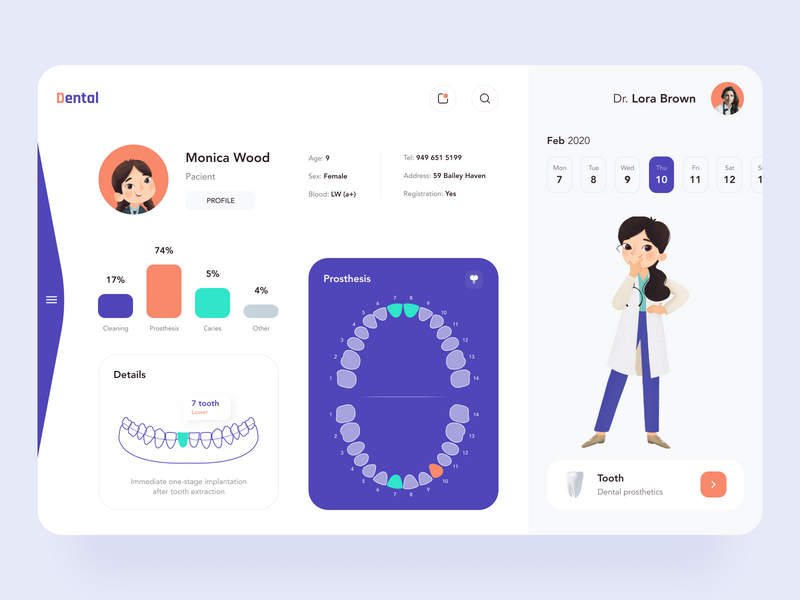 Dental
Dr. Lora Brown
Feb 2020
Mon
7
Tue
8
Wed
9
Thu
10
Fri
11
Sat
12
Monica Wood
Pacient
PROFILE
Age: 9
Sex: Female
Blood: LW (a+)
Tel: 949 651 5199
Address: 59 Bailey Haven
Registration: Yes
17%
Cleaning
74%
Prosthesis
5%
Caries
4%
Other
Details
7 tooth
Lower
Immediate one-stage implantation
after tooth extraction
Prosthesis
7 8
6 9
5 10
4 11
3 12
2 13
1 14
1 14
2 13
3 12
4 11
5 10
6 9
7 8
Tooth
Dental prosthetics